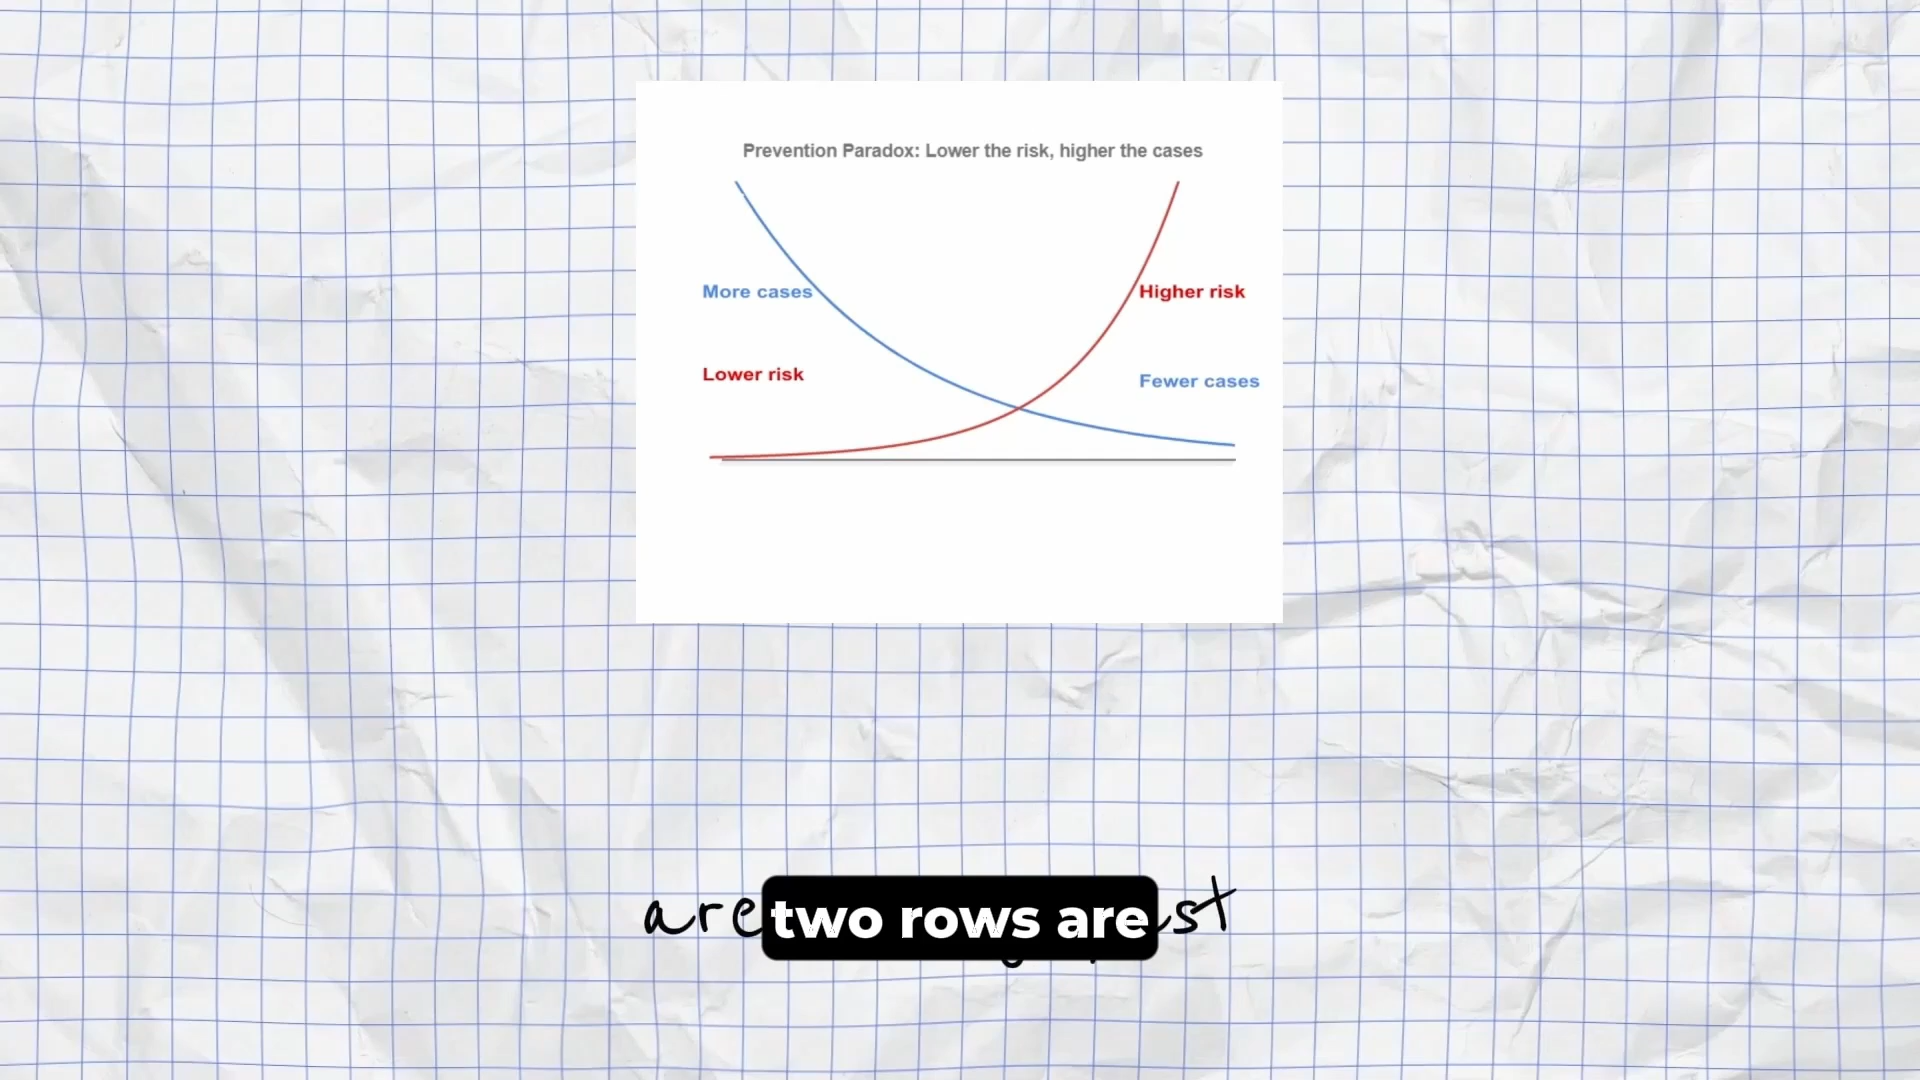 Prevention Paradox: Lower the risk, higher the cases
More cases
Higher risk
Lower risk
Fewer cases
are
two rows are